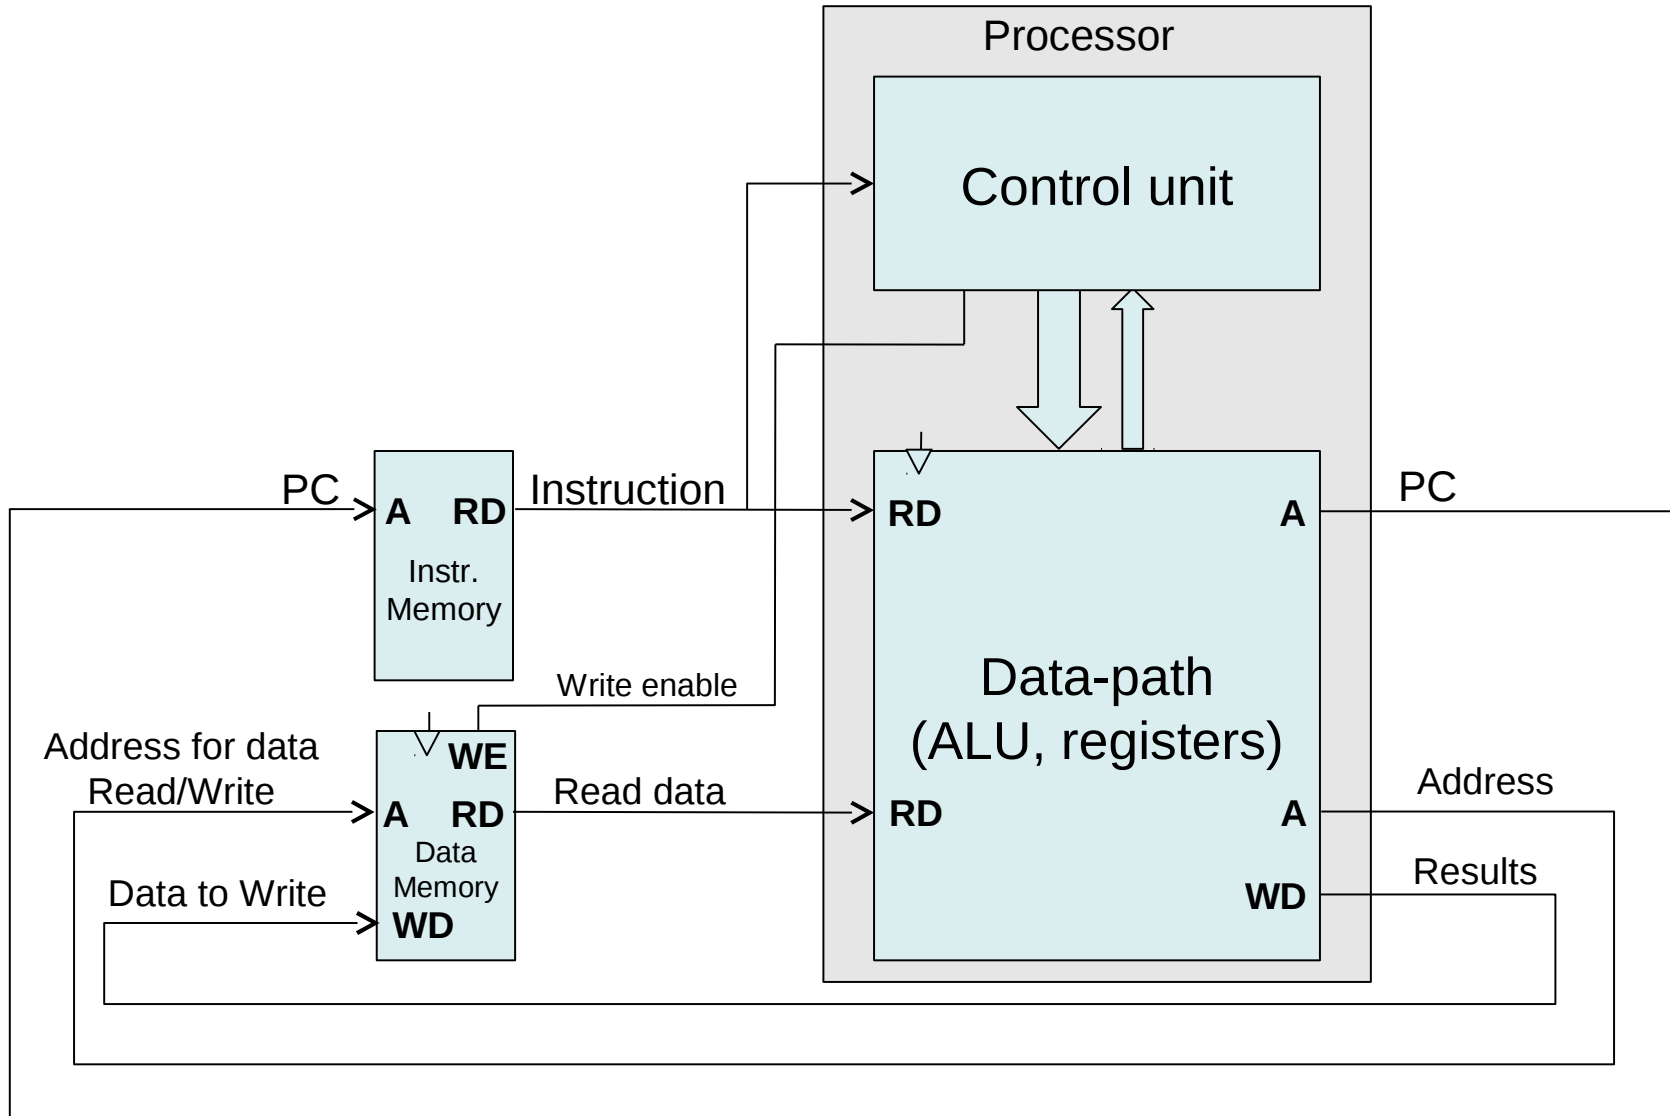 Processor
Control unit
PC
A RD
Instruction
Instr.
Memory
RD
A
PC
Data-path
(ALU, registers)
Write enable
Address for data
Read/Write
WE
A RD
Data
Memory
WD
Read data
RD
A
Address
Data to Write
WD
Results